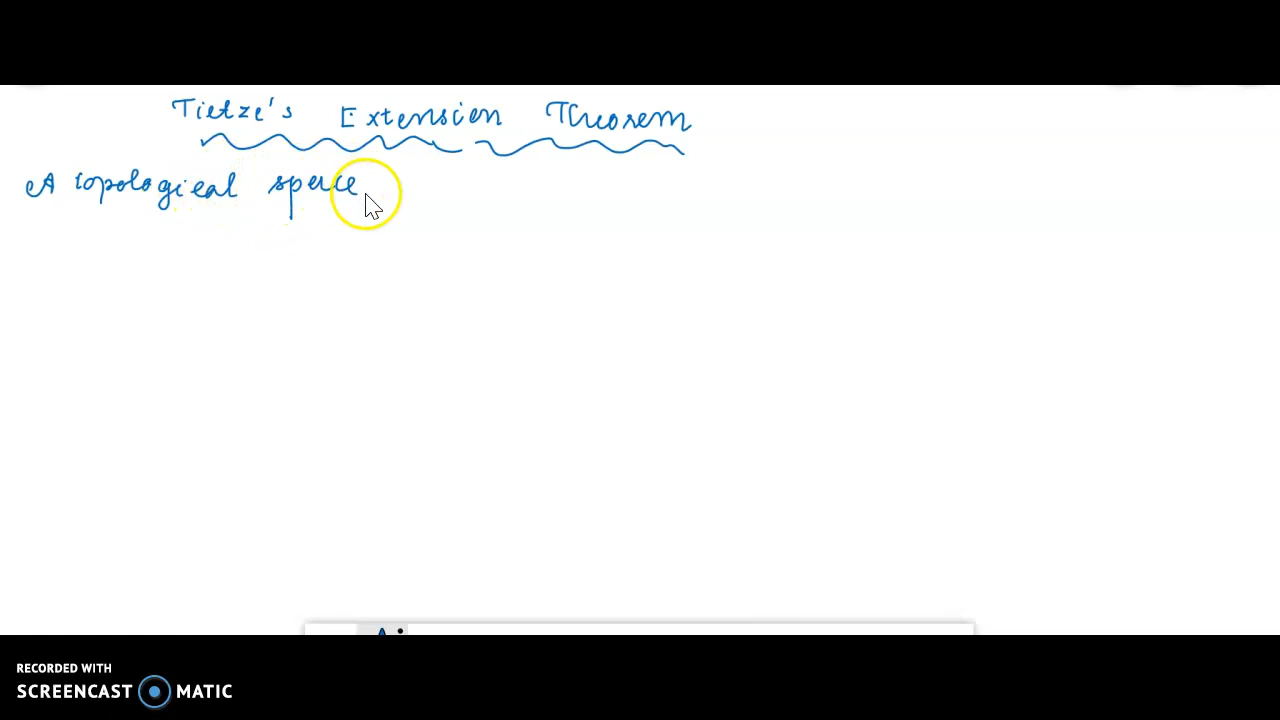 Tietze's Extension Theorem
A topological space
RECORDED WITH
SCREENCAST MATIC